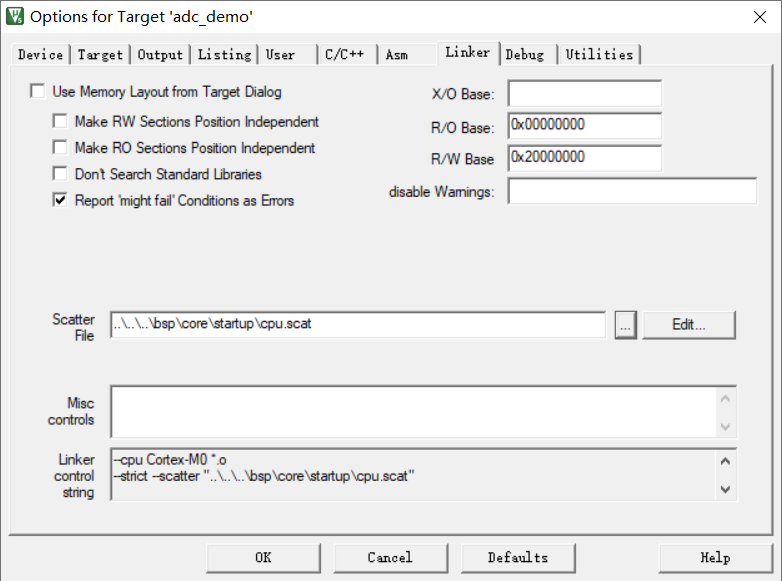 Options for Target 'adc_demo'
Device Target Output Listing User C/C++ Asm Linker Debug Utilities
Use Memory Layout from Target Dialog
X/O Base:
Make RW Sections Position Independent
R/O Base: 0x00000000
Make RO Sections Position Independent
R/W Base 0x20000000
Don't Search Standard Libraries
disable Warnings:
Report 'might fail' Conditions as Errors
Scatter
File
..\..\..\bsp\core\startup\cpu.scat
...
Edit...
Misc
controls
Linker
control
string
--cpu Cortex-M0 *.o
--strict --scatter "..\..\..\bsp\core\startup\cpu.scat"
OK Cancel Defaults Help